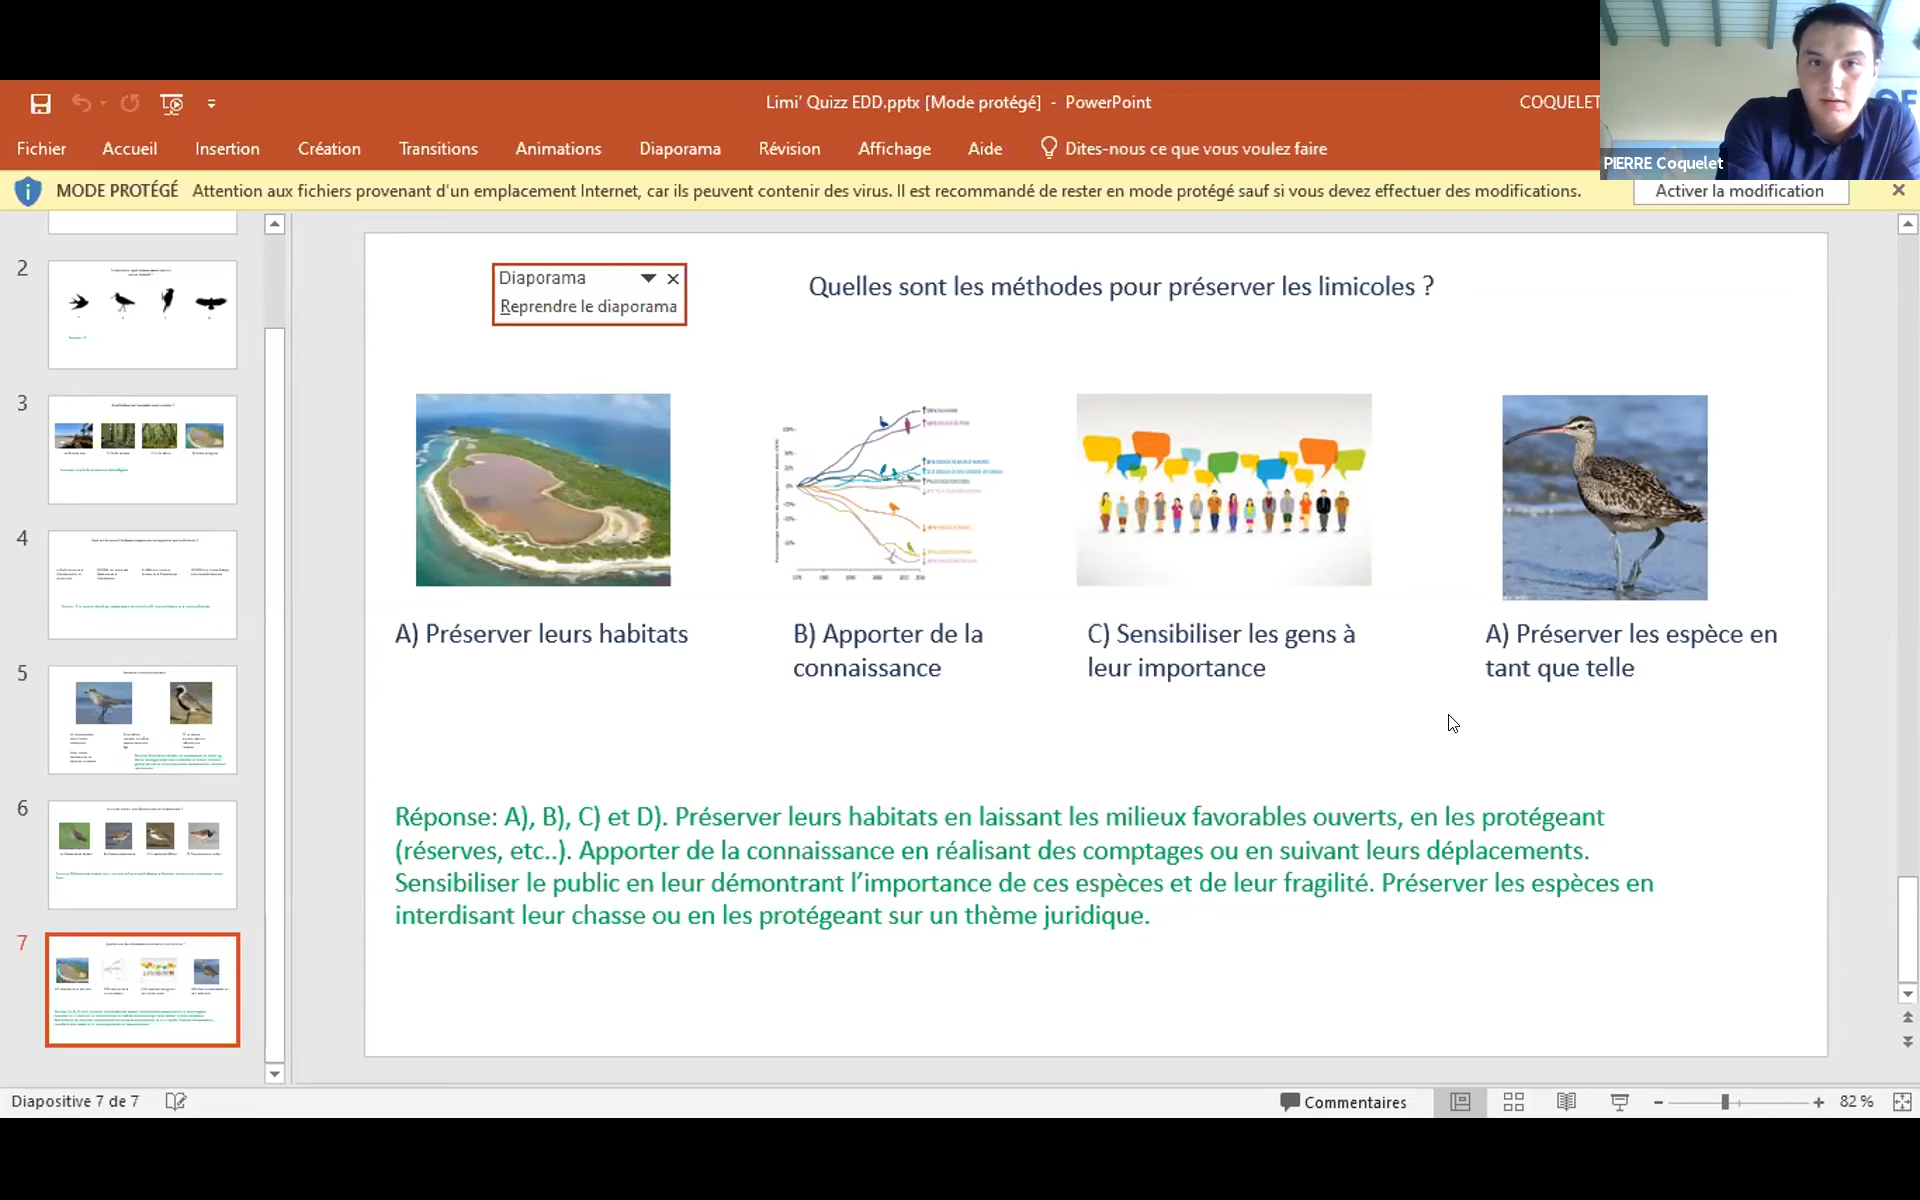 Limi' Quizz EDD.pptx [Mode protégé] - PowerPoint
COQUELET
Fichier
Accueil
Insertion
Création
Transitions
Animations
Diaporama
Révision
Affichage
Aide
Dites-nous ce que vous voulez faire
PIERRE Coquelet
MODE PROTÉGÉ Attention aux fichiers provenant d'un emplacement Internet, car ils peuvent contenir des virus. Il est recommandé de rester en mode protégé sauf si vous devez effectuer des modifications.
Activer la modification
2
3
4
5
6
7
Diaporama
Reprendre le diaporama
Quelles sont les méthodes pour préserver les limicoles ?
A) Préserver leurs habitats
B) Apporter de la
connaissance
C) Sensibiliser les gens à
leur importance
A) Préserver les espèce en
tant que telle
Réponse: A), B), C) et D). Préserver leurs habitats en laissant les milieux favorables ouverts, en les protégeant
(réserves, etc..). Apporter de la connaissance en réalisant des comptages ou en suivant leurs déplacements.
Sensibiliser le public en leur démontrant l'importance de ces espèces et de leur fragilité. Préserver les espèces en
interdisant leur chasse ou en les protégeant sur un thème juridique.
Diapositive 7 de 7
Commentaires
82 %